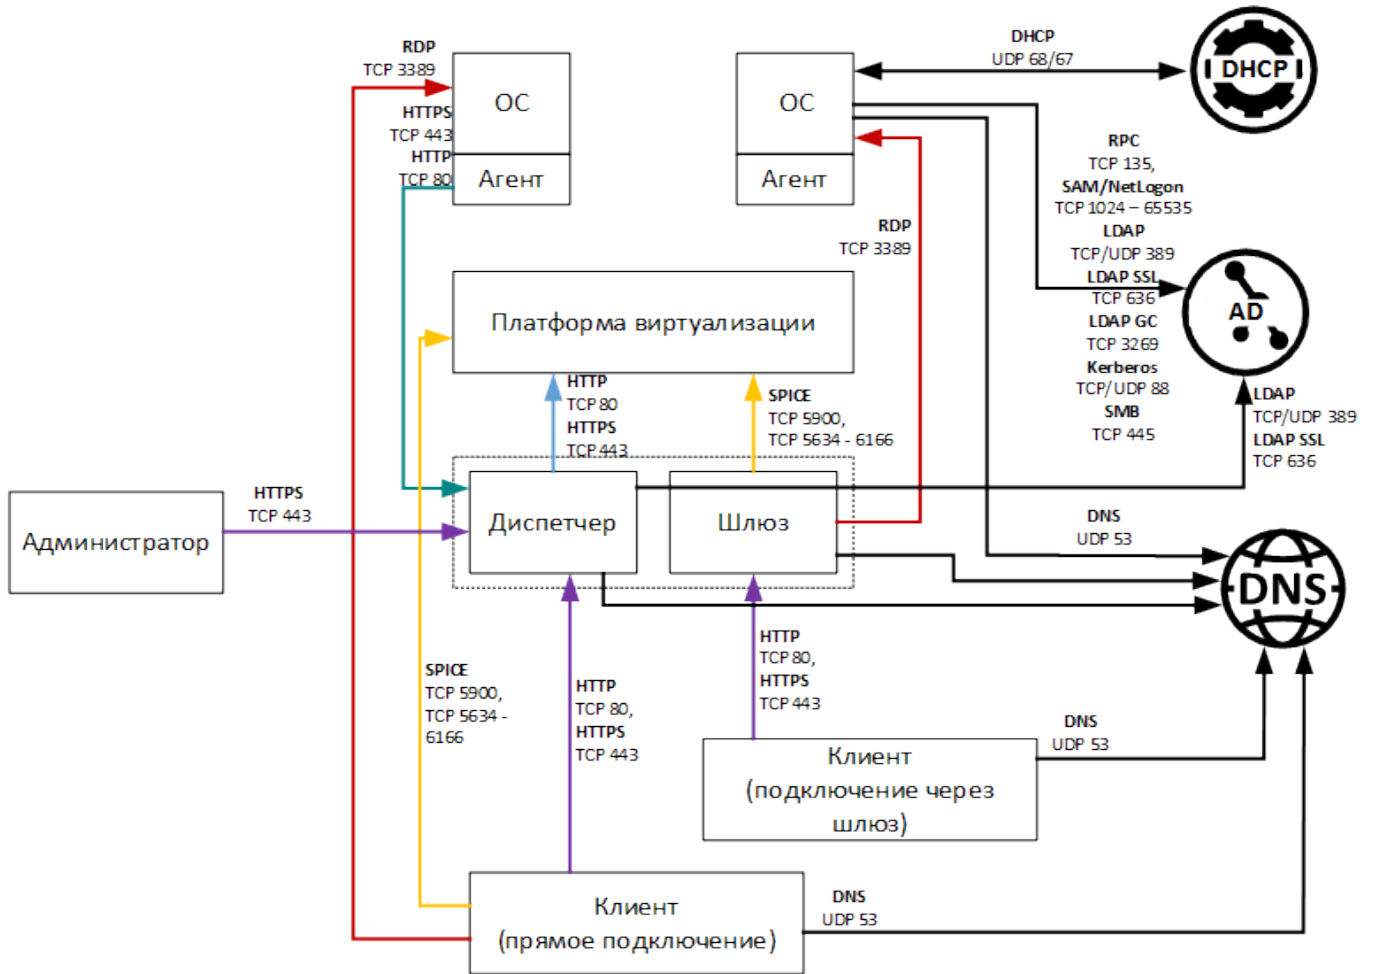 DHCP
UDP 68/67
DHCP
RDP
TCP 3389
ОС
HTTPS
TCP 443
HTTP
TCP 80
Агент
ОС
Агент
RPC
TCP 135,
SAM/NetLogon
TCP 1024 – 65535
LDAP
TCP/UDP 389
LDAP SSL
TCP 636
LDAP GC
TCP 3269
Kerberos
TCP/UDP 88
SMB
TCP 445
RDP
TCP 3389
AD
Платформа виртуализации
HTTP
TCP 80
HTTPS
TCP 443
SPICE
TCP 5900,
TCP 5634 - 6166
LDAP
TCP/UDP 389
LDAP SSL
TCP 636
Администратор
HTTPS
TCP 443
Диспетчер
Шлюз
DNS
UDP 53
DNS
SPICE
TCP 5900,
TCP 5634 -
6166
HTTP
TCP 80,
HTTPS
TCP 443
HTTP
TCP 80,
HTTPS
TCP 443
Клиент
(подключение через
шлюз)
DNS
UDP 53
Клиент
(прямое подключение)
DNS
UDP 53